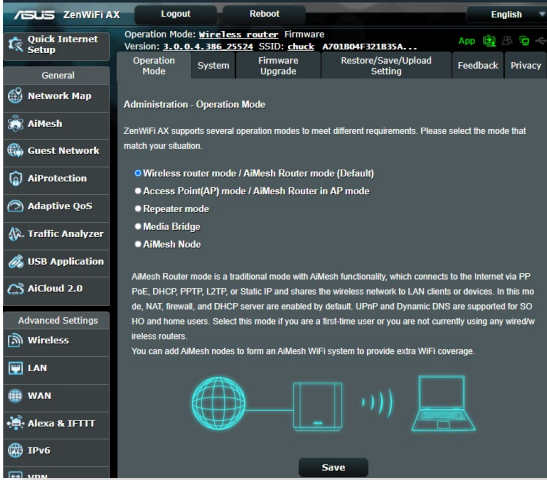 ASUS ZenWiFi AX Logout Reboot English
Quick Internet Setup
General
Network Map
AiMesh
Guest Network
AiProtection
Adaptive QoS
Traffic Analyzer
USB Application
AiCloud 2.0
Advanced Settings
Wireless
LAN
WAN
Alexa & IFTTT
IPv6
VPN
Operation Mode: Wireless router Firmware
Version: 3.0.0.4.386_25524 SSID: chuck A701B04F321B35A... App
Operation Mode System Firmware Upgrade Restore/Save/Upload Setting Feedback Privacy
Administration - Operation Mode
ZenWiFi AX supports several operation modes to meet different requirements. Please select the mode that
match your situation.
Wireless router mode / AiMesh Router mode (Default)
Access Point(AP) mode / AiMesh Router in AP mode
Repeater mode
Media Bridge
AiMesh Node
AiMesh Router mode is a traditional mode with AiMesh functionality, which connects to the Internet via PP
PoE, DHCP, PPTP, L2TP, or Static IP and shares the wireless network to LAN clients or devices. In this mo
de, NAT, firewall, and DHCP server are enabled by default. UPnP and Dynamic DNS are supported for SO
HO and home users. Select this mode if you are a first-time user or you are not currently using any wired/w
ireless routers.
You can add AiMesh nodes to form an AiMesh WiFi system to provide extra WiFi coverage.
Save